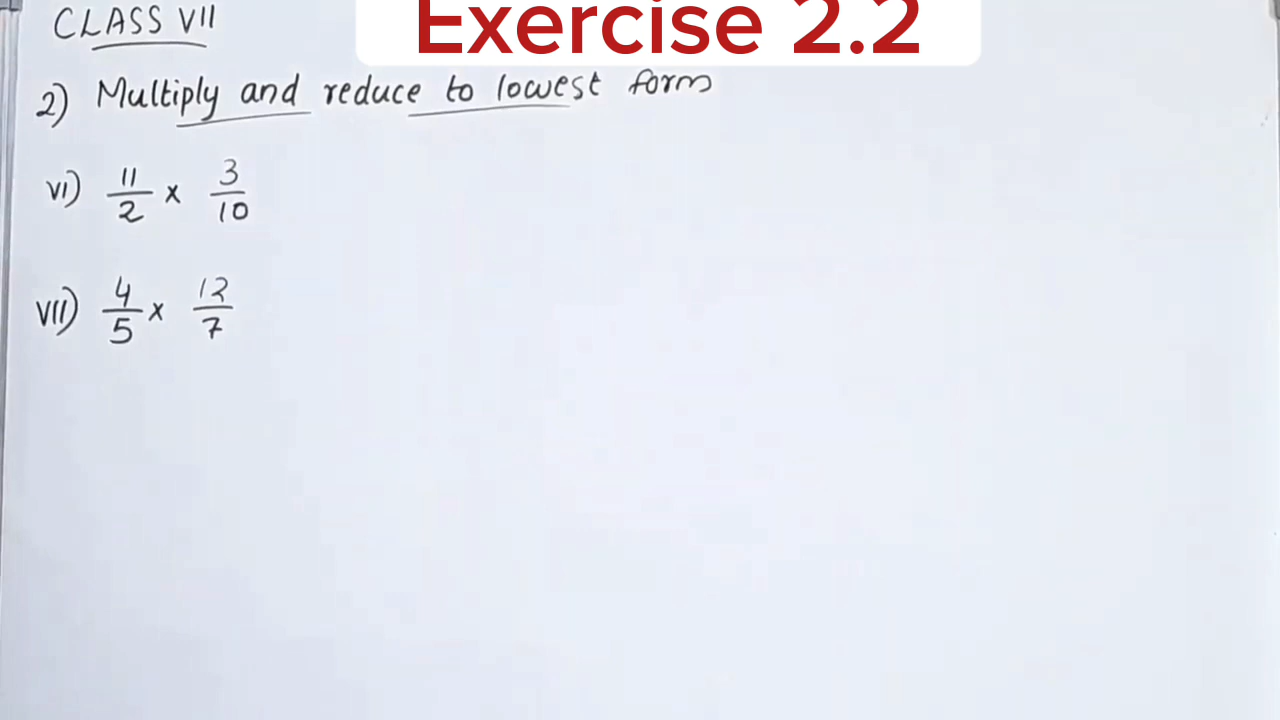 Exercise 2.2
CLASS VII
2) Multiply and reduce to lowest form
VI) 11/2 x 3/10
VII) 4/5 x 12/7